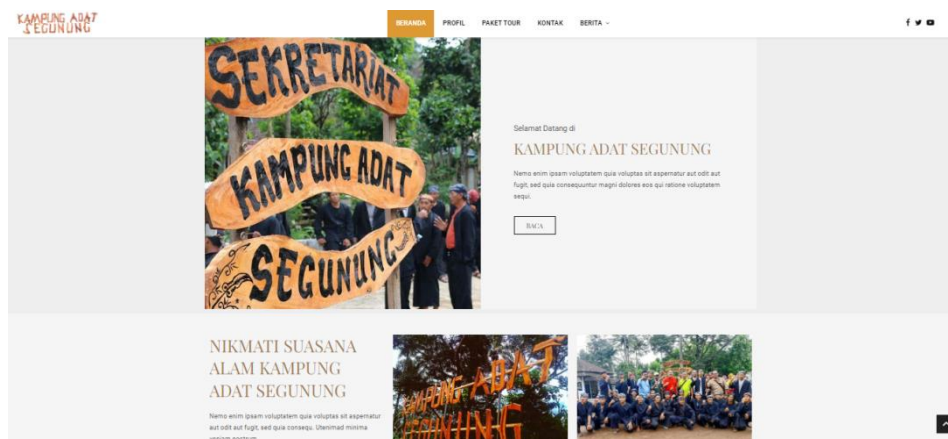 KAMPUNG ADAT
SEGUNUNG
BERANDA PROFIL PAKET TOUR KONTAK BERITA
SEKRETARIAT
KAMPUNG ADAT
SEGUNUNG
Selamat Datang di
KAMPUNG ADAT SEGUNUNG
Nemo enim ipsam voluptatem quia voluptas sit aspernatur aut odit aut
fugit, sed quia consequuntur magni dolores eos qui ratione voluptatem
sequi.
BACA
NIKMATI SUASANA
ALAM KAMPUNG
ADAT SEGUNUNG
Nemo enim ipsam voluptatem quia voluptas sit aspernatur
aut odit aut fugit, sed quia consequ. Utenimad minima
veniam nostrum
KAMPUNG ADAT
SEGUNUNG